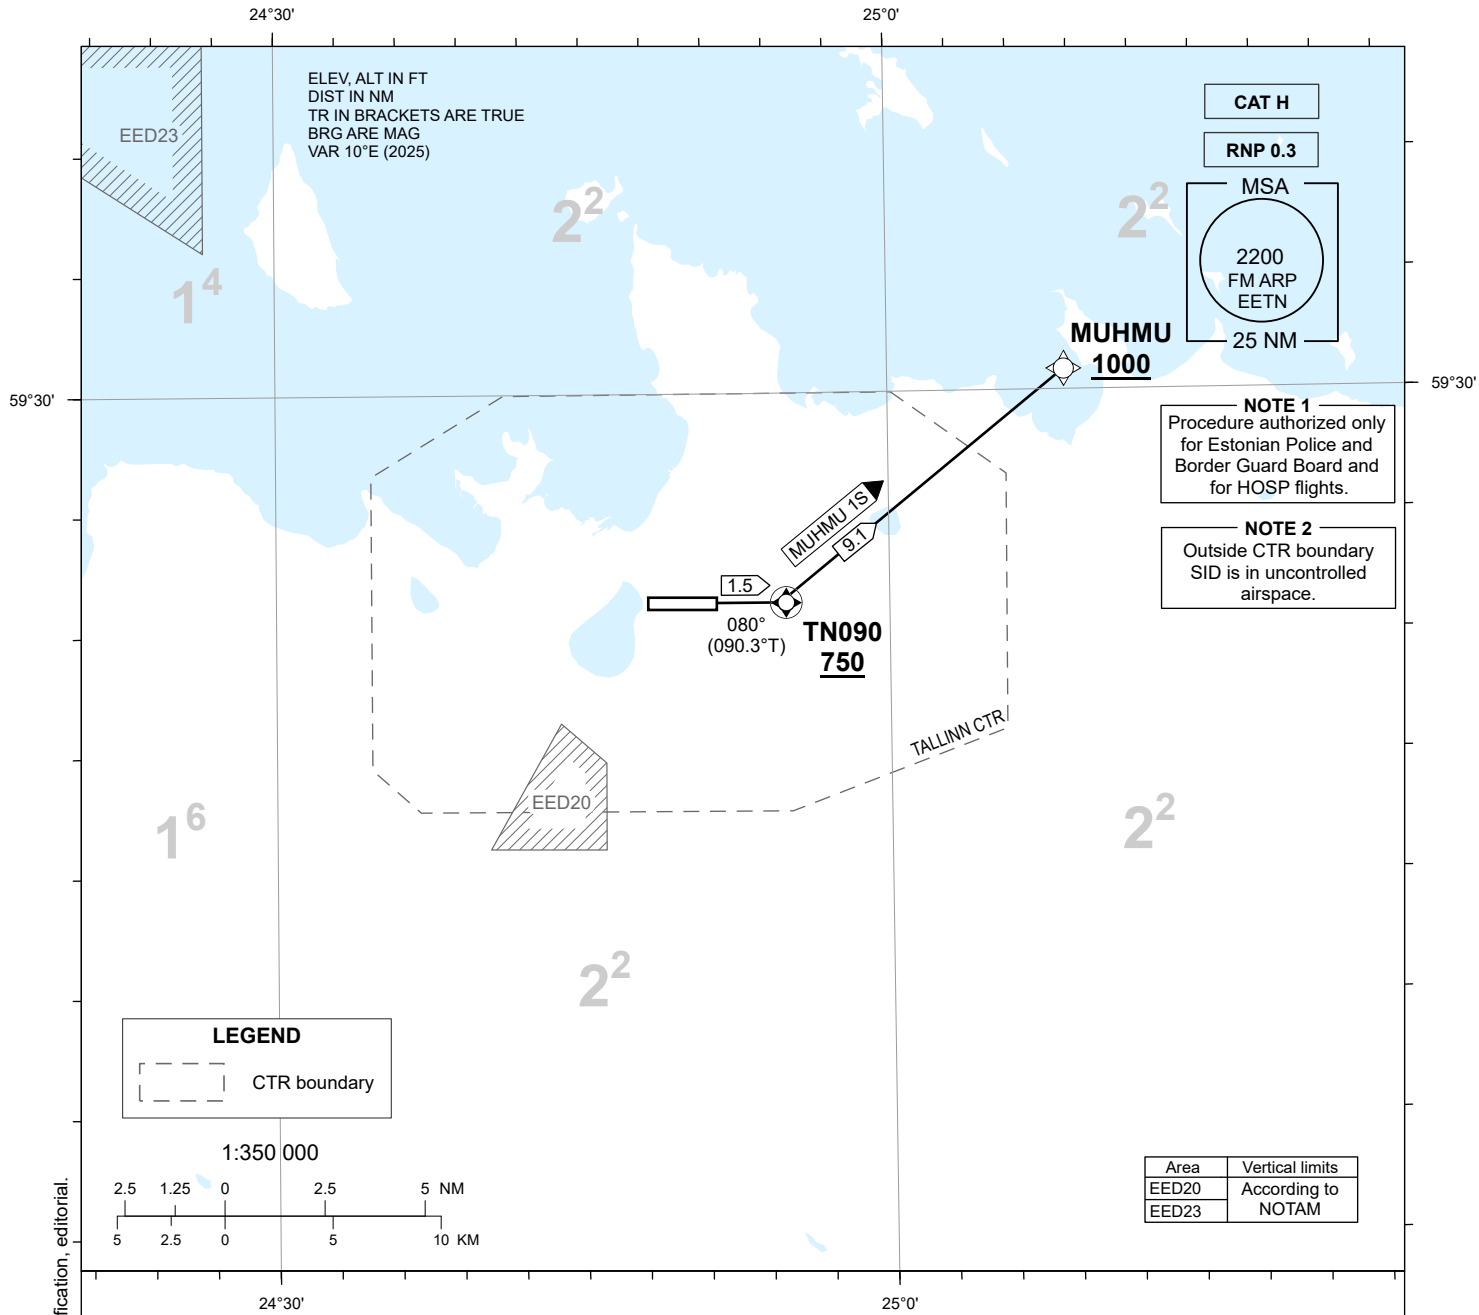 24°30'
25°0'
ELEV, ALT IN FT
DIST IN NM
TR IN BRACKETS ARE TRUE
BRG ARE MAG
VAR 10°E (2025)
EED23
CAT H
RNP 0.3
MSA
2200
FM ARP
EETN
25 NM
2²
2²
1⁴
MUHMU
1000
59°30'
59°30'
NOTE 1
Procedure authorized only
for Estonian Police and
Border Guard Board and
for HOSP flights.
NOTE 2
Outside CTR boundary
SID is in uncontrolled
airspace.
MUHMU 1S
9.1
1.5
080°
(090.3°T)
TN090
750
TALLINN CTR
EED20
1⁶
2²
2²
LEGEND
CTR boundary
1:350 000
2.5 1.25 0 2.5 5 NM
5 2.5 0 5 10 KM
Area Vertical limits
EED20 According to
EED23 NOTAM
fication, editorial.
24°30'
25°0'